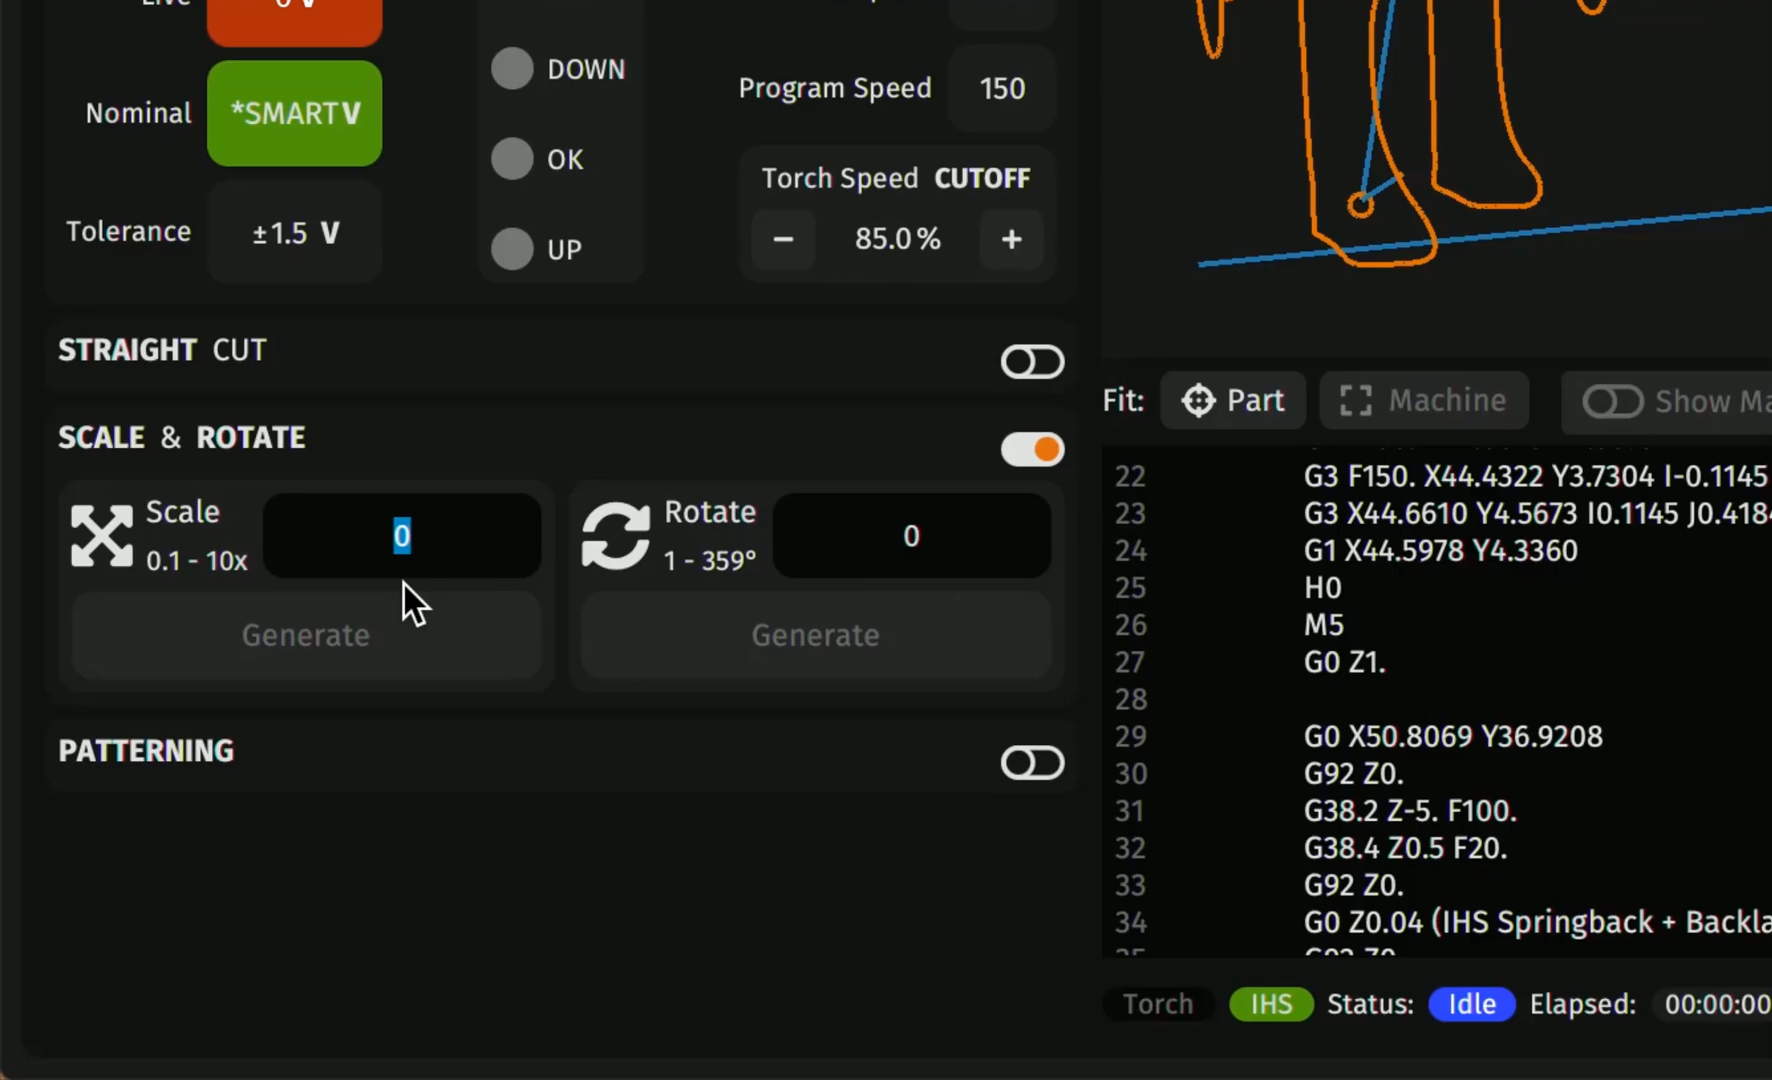 Nominal
*SMART V
Tolerance
±1.5 V
DOWN
OK
UP
Program Speed
150
Torch Speed CUTOFF
−
85.0%
+
STRAIGHT CUT
SCALE & ROTATE
Scale
0.1 - 10x
0
Generate
Rotate
1 - 359°
0
Generate
PATTERNING
Fit:
Part
Machine
Show
22 G3 F150. X44.4322 Y3.7304 I-0.1145
23 G3 X44.6610 Y4.5673 I0.1145
24 G1 X44.5978 Y4.3360
25 H0
26 M5
27 G0 Z1.
28
29 G0 X50.8069 Y36.9208
30 G92 Z0.
31 G38.2 Z-5. F100.
32 G38.4 Z0.5 F20.
33 G92 Z0.
34 G0 Z0.04 (IHS Springback +
Torch
IHS
Status:
Idle
Elapsed:
00:00:00